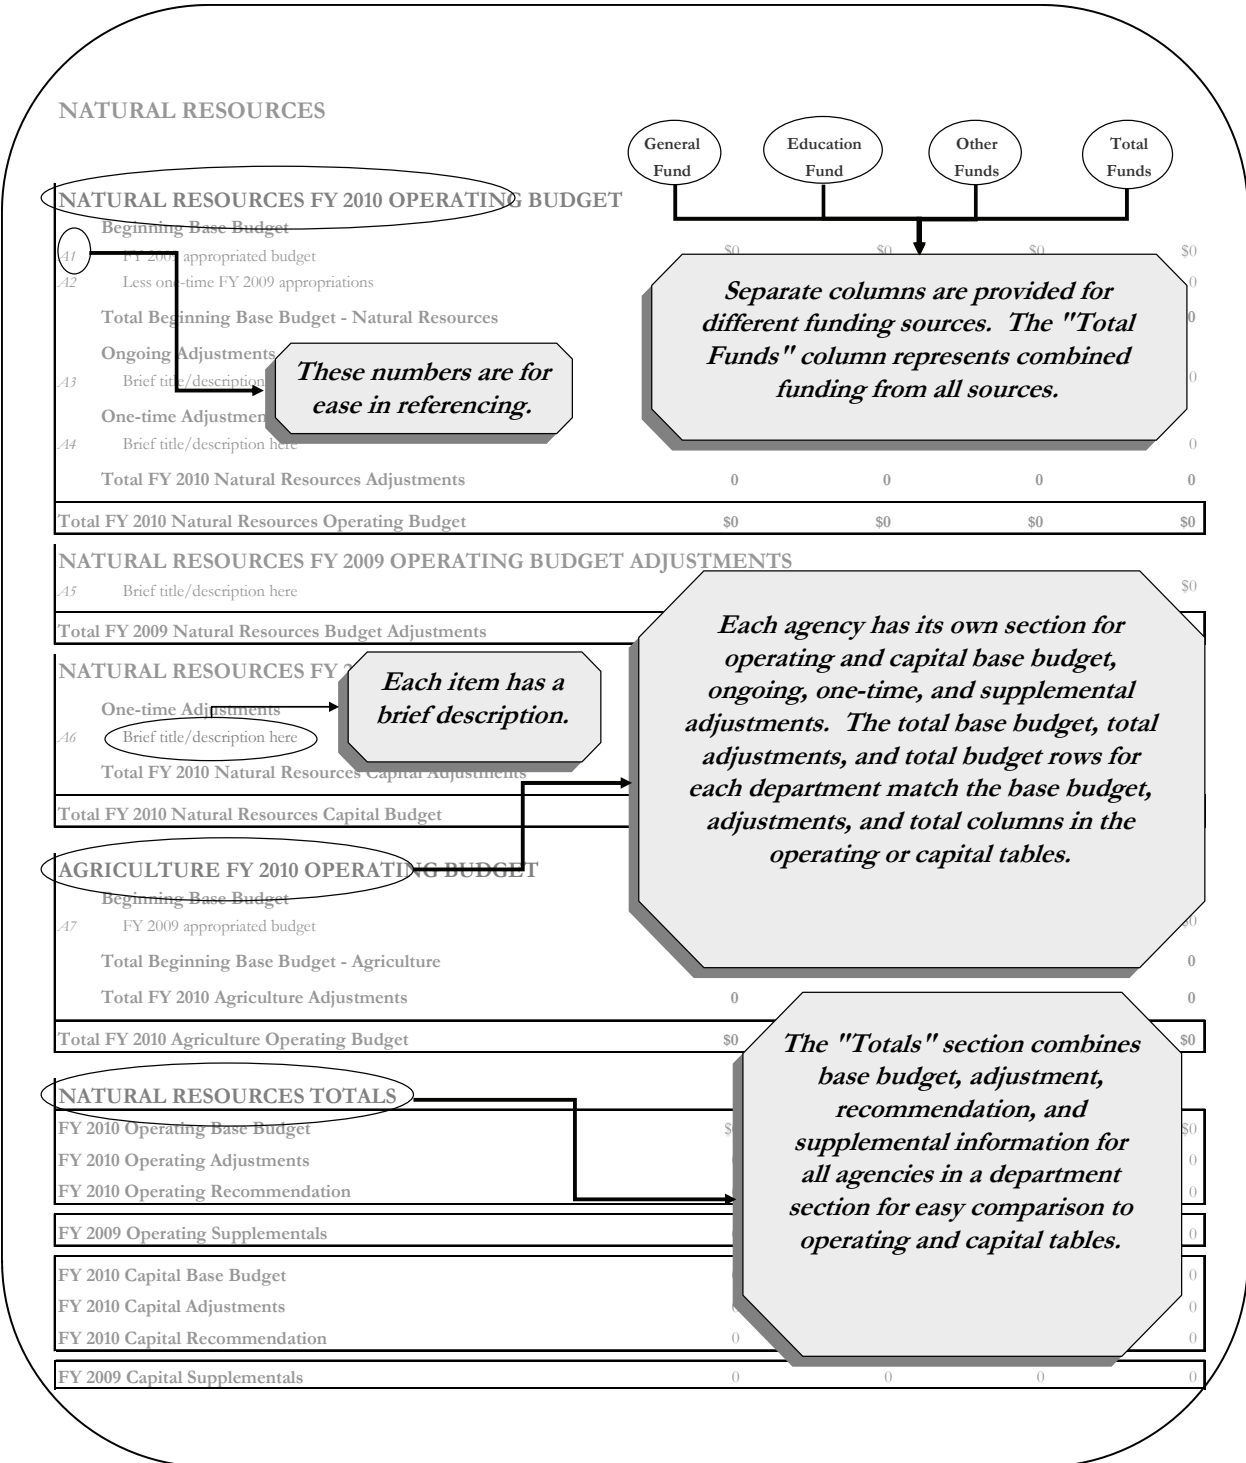 NATURAL RESOURCES
General Fund
Education Fund
Other Funds
Total Funds
NATURAL RESOURCES FY 2010 OPERATING BUDGET
Beginning Base Budget
A1 FY 2009 appropriated budget $0 $0 $0 $0
A2 Less one-time FY 2009 appropriations 0
Total Beginning Base Budget - Natural Resources 0
Ongoing Adjustments
A3 Brief title/description 0
One-time Adjustmen
A4 Brief title/description here 0
Total FY 2010 Natural Resources Adjustments 0 0 0 0
Total FY 2010 Natural Resources Operating Budget $0 $0 $0 $0
Separate columns are provided for
different funding sources. The "Total
Funds" column represents combined
funding from all sources.
These numbers are for
ease in referencing.
NATURAL RESOURCES FY 2009 OPERATING BUDGET ADJUSTMENTS
A5 Brief title/description here $0
Total FY 2009 Natural Resources Budget Adjustments
NATURAL RESOURCES FY 2
One-time Adjustments
A6 Brief title/description here
Total FY 2010 Natural Resources Capital Adjustments
Total FY 2010 Natural Resources Capital Budget
Each item has a
brief description.
Each agency has its own section for
operating and capital base budget,
ongoing, one-time, and supplemental
adjustments. The total base budget, total
adjustments, and total budget rows for
each department match the base budget,
adjustments, and total columns in the
operating or capital tables.
AGRICULTURE FY 2010 OPERATING BUDGET
Beginning Base Budget
A7 FY 2009 appropriated budget $0
Total Beginning Base Budget - Agriculture 0
Total FY 2010 Agriculture Adjustments 0 0
Total FY 2010 Agriculture Operating Budget $0 $0
NATURAL RESOURCES TOTALS
FY 2010 Operating Base Budget $0 $0
FY 2010 Operating Adjustments 0
FY 2010 Operating Recommendation 0
FY 2009 Operating Supplementals 0
FY 2010 Capital Base Budget 0
FY 2010 Capital Adjustments 0
FY 2010 Capital Recommendation 0 0
FY 2009 Capital Supplementals 0 0 0 0
The "Totals" section combines
base budget, adjustment,
recommendation, and
supplemental information for
all agencies in a department
section for easy comparison to
operating and capital tables.